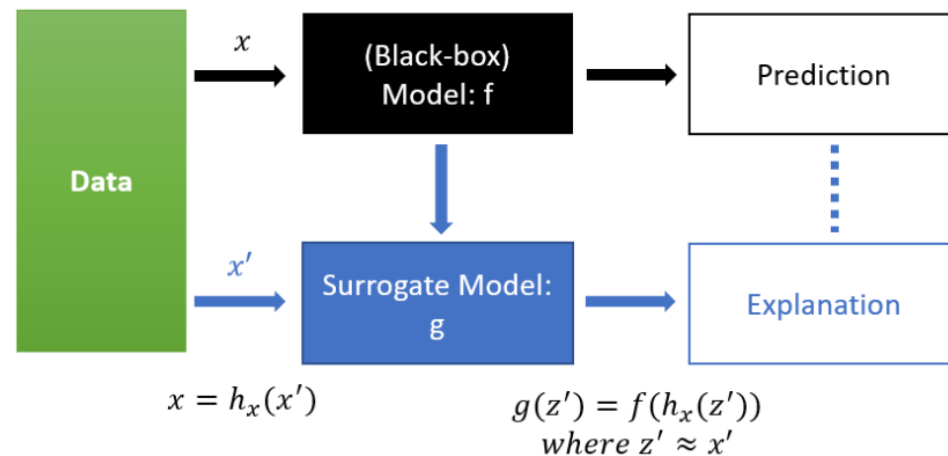 x
(Black-box)
Model: f
Prediction
Data
x′
Surrogate Model:
g
Explanation
x = hₓ(x′)
g(z′) = f(hₓ(z′))
where z′ ≈ x′